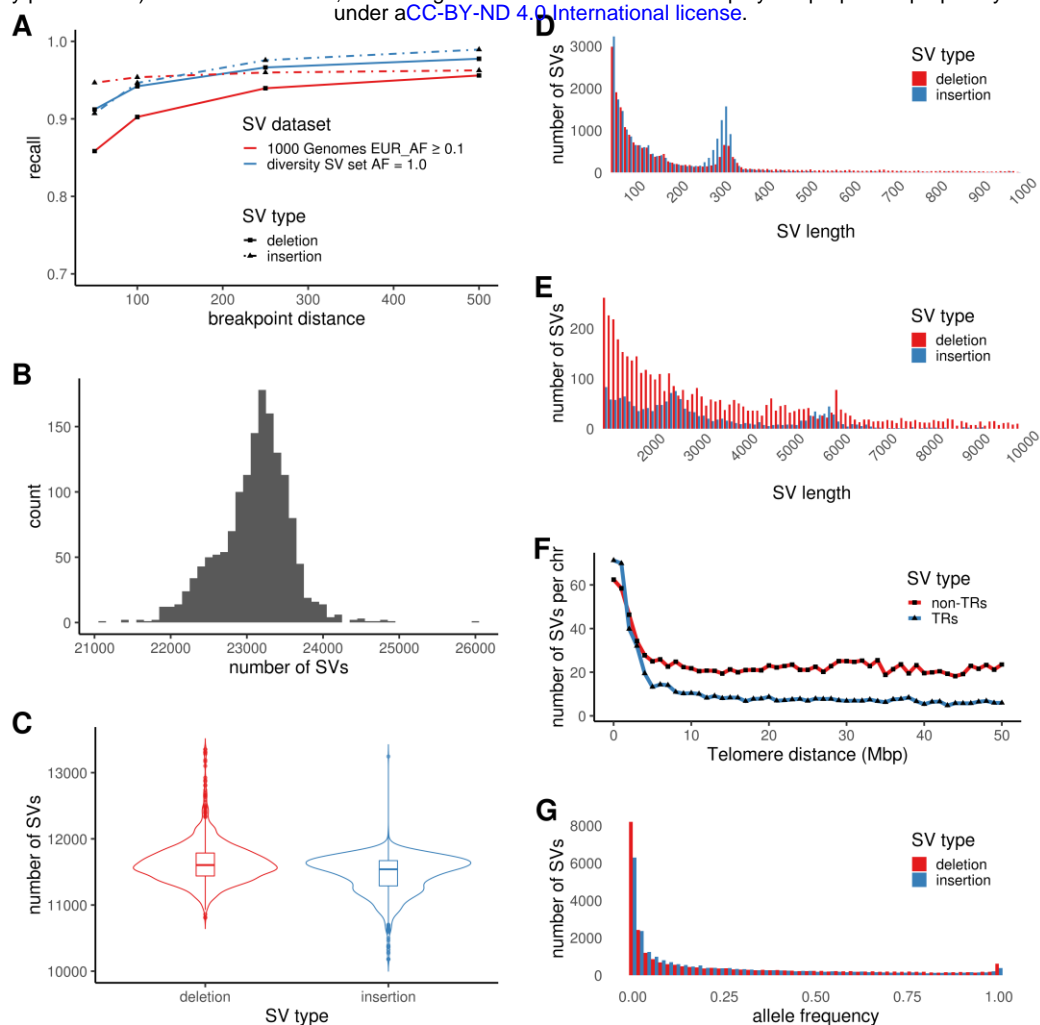 under aCC-BY-ND 4.0 International license.
A
1.0
0.9
0.8
0.7
recall
SV dataset
1000 Genomes EUR_AF ≥ 0.1
diversity SV set AF = 1.0
SV type
deletion
insertion
100
200
300
400
500
breakpoint distance
B
150
100
50
0
count
21000
22000
23000
24000
25000
26000
number of SVs
C
13000
12000
11000
10000
number of SVs
deletion
insertion
SV type
D
3000
2000
1000
0
number of SVs
SV type
deletion
insertion
100
200
300
400
500
600
700
800
900
1000
SV length
E
200
100
0
number of SVs
SV type
deletion
insertion
2000
3000
4000
5000
6000
7000
8000
9000
10000
SV length
F
60
40
20
0
number of SVs per chr
SV type
non-TRs
TRs
0
10
20
30
40
50
Telomere distance (Mbp)
G
8000
6000
4000
2000
0
number of SVs
SV type
deletion
insertion
0.00
0.25
0.50
0.75
1.00
allele frequency